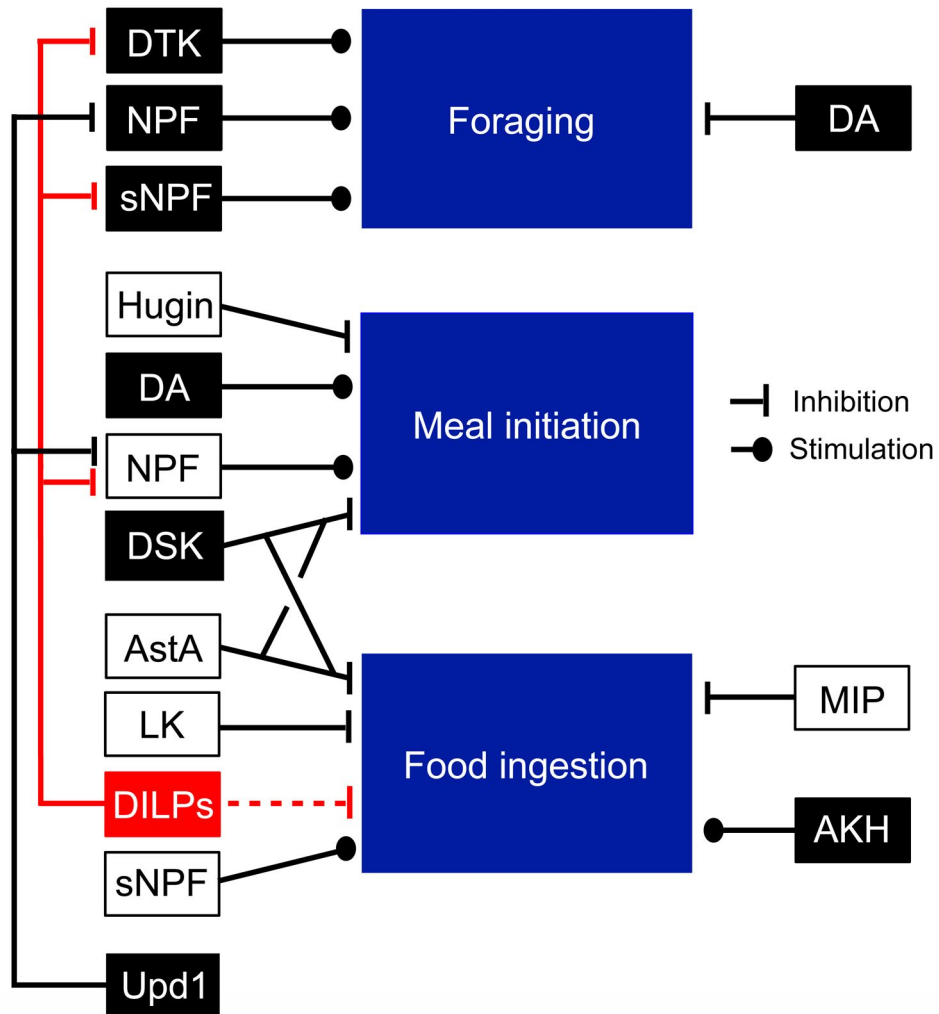 DTK
NPF
sNPF
Foraging
DA
Hugin
DA
NPF
DSK
Meal initiation
Inhibition
Stimulation
AstA
LK
DILPs
sNPF
Food ingestion
MIP
AKH
Upd1